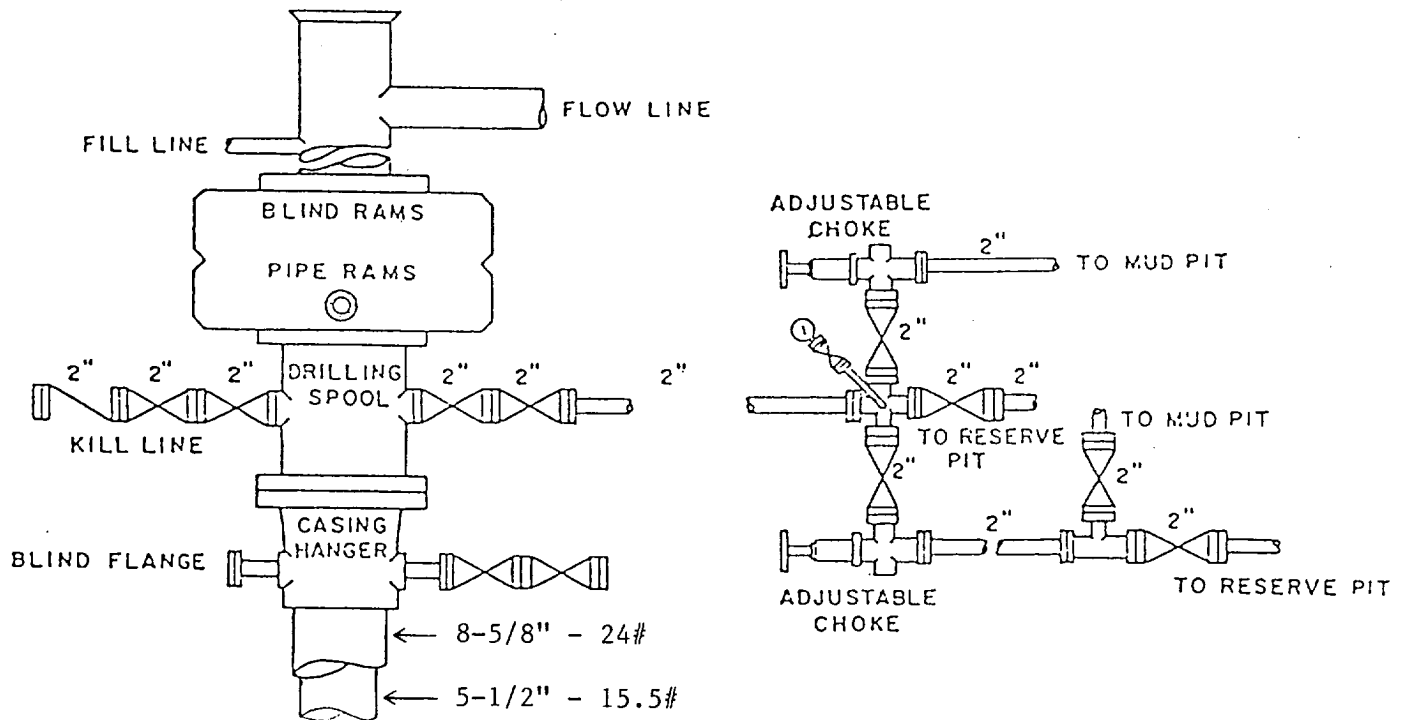 FLOW LINE
FILL LINE
BLIND RAMS
PIPE RAMS
2" 2" 2"
DRILLING
SPOOL
2" 2" 2"
KILL LINE
CASING
HANGER
BLIND FLANGE
8-5/8" - 24#
5-1/2" - 15.5#
ADJUSTABLE
CHOKE
2"
TO MUD PIT
2"
2" 2"
TO RESERVE
PIT
2"
TO MUD PIT
2"
2"
2"
TO RESERVE PIT
ADJUSTABLE
CHOKE